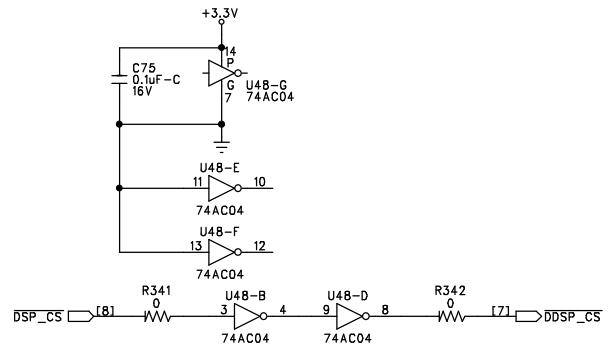 +3.3V
14
P
G
7
U48-G
74AC04
C75
0.1uF-C
16V
U48-E
11
10
74AC04
U48-F
13
12
74AC04
R341
0
U48-B
U48-D
R342
0
DSP_CS
[8]
3
4
9
8
[7]
DDSP_CS
74AC04
74AC04